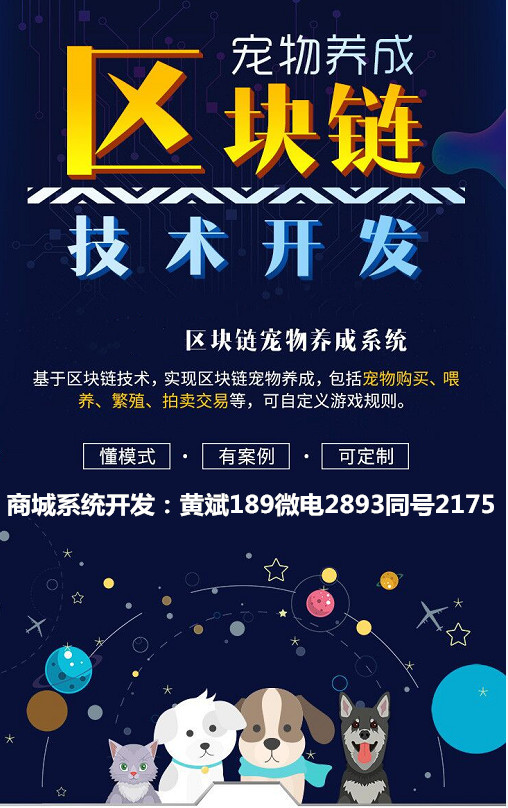 宠物养成
区块链
技术开发
区块链宠物养成系统
基于区块链技术，实现区块链宠物养成，包括宠物购买、喂
养、繁殖、拍卖交易等，可自定义游戏规则。
懂模式 · 有案例 · 可定制
商城系统开发：黄斌189微电2893同号2175